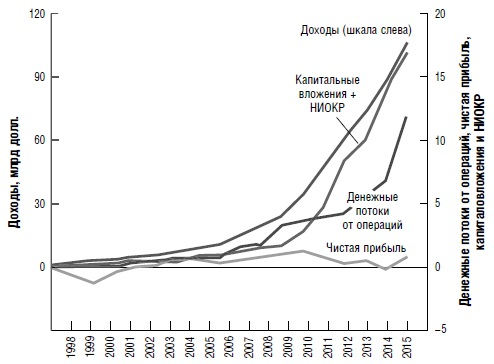 120
90
60
30
0
20
15
10
5
0
–5
Доходы, млрд долл.
Денежные потоки от операций, чистая прибыль,
капиталовложения и НИОКР
Доходы (шкала слева)
Капитальные
вложения +
НИОКР
Денежные
потоки
от операций
Чистая прибыль
1998
1999
2000
2001
2002
2003
2004
2005
2006
2007
2008
2009
2010
2011
2012
2013
2014
2015